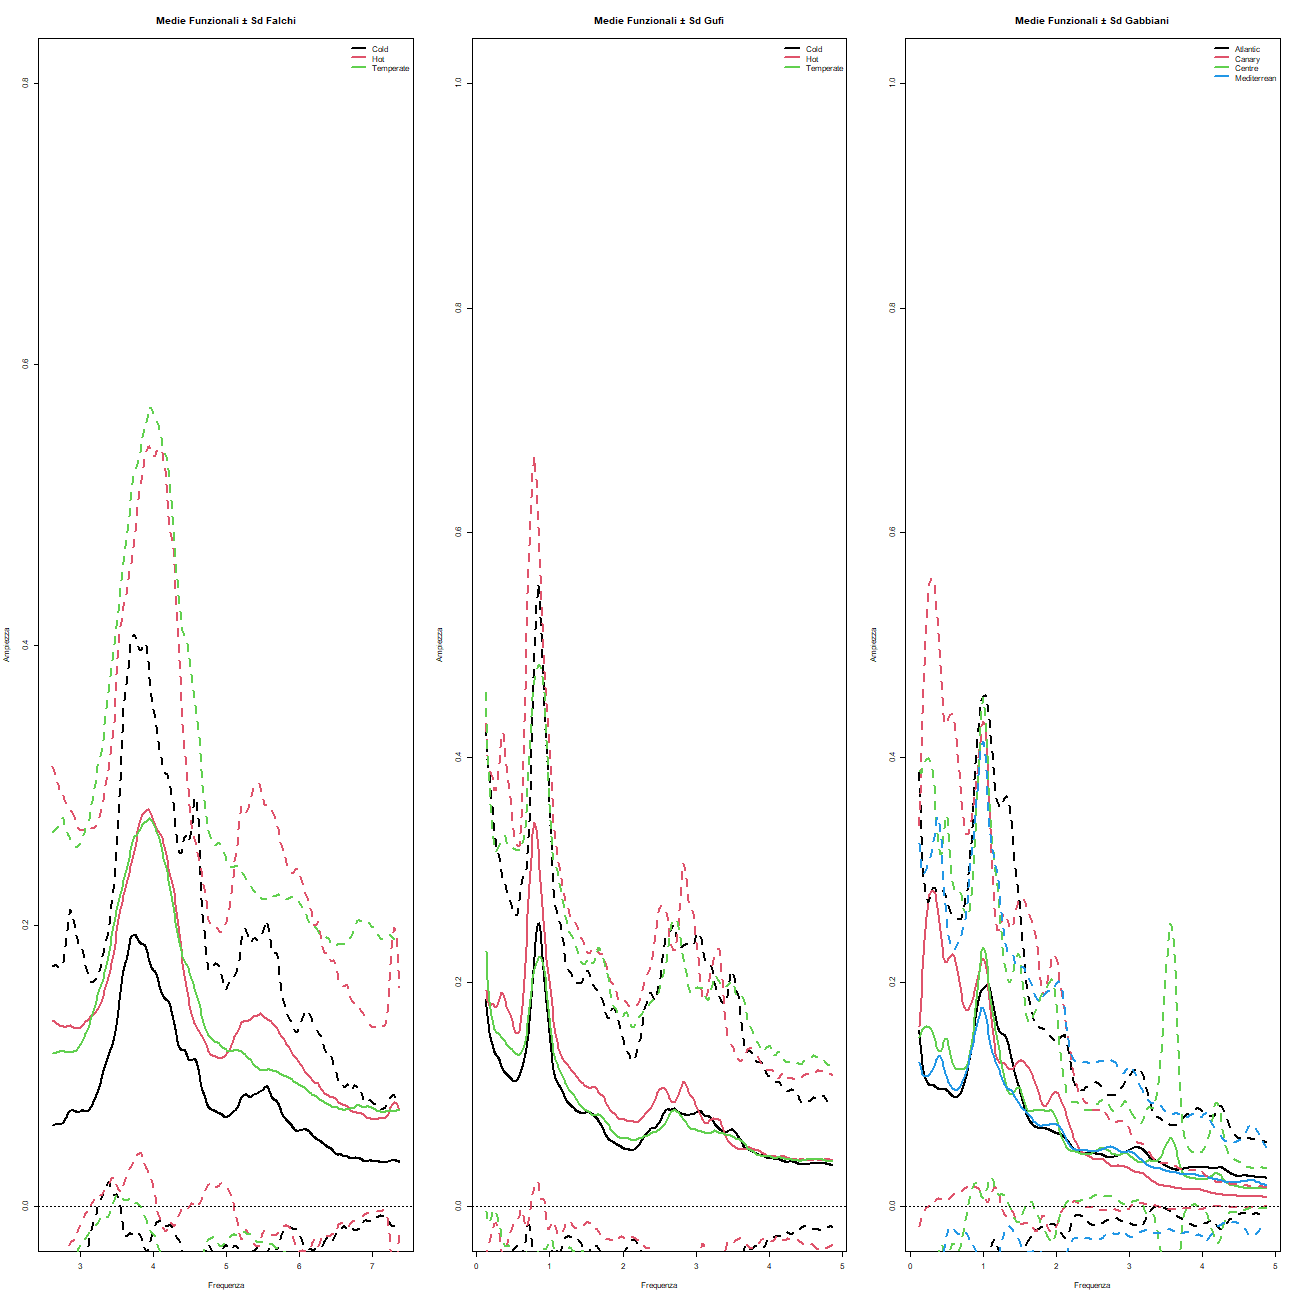 Medie Funzionali ± Sd Falchi
Cold
Hot
Temperate
0.8
0.6
0.4
0.2
0.0
Ampiezza
3 4 5 6 7
Frequenza
Medie Funzionali ± Sd Gufi
Cold
Hot
Temperate
1.0
0.8
0.6
0.4
0.2
0.0
Ampiezza
0 1 2 3 4 5
Frequenza
Medie Funzionali ± Sd Gabbiani
Atlantic
Canary
Centre
Mediterrean
1.0
0.8
0.6
0.4
0.2
0.0
Ampiezza
0 1 2 3 4 5
Frequenza